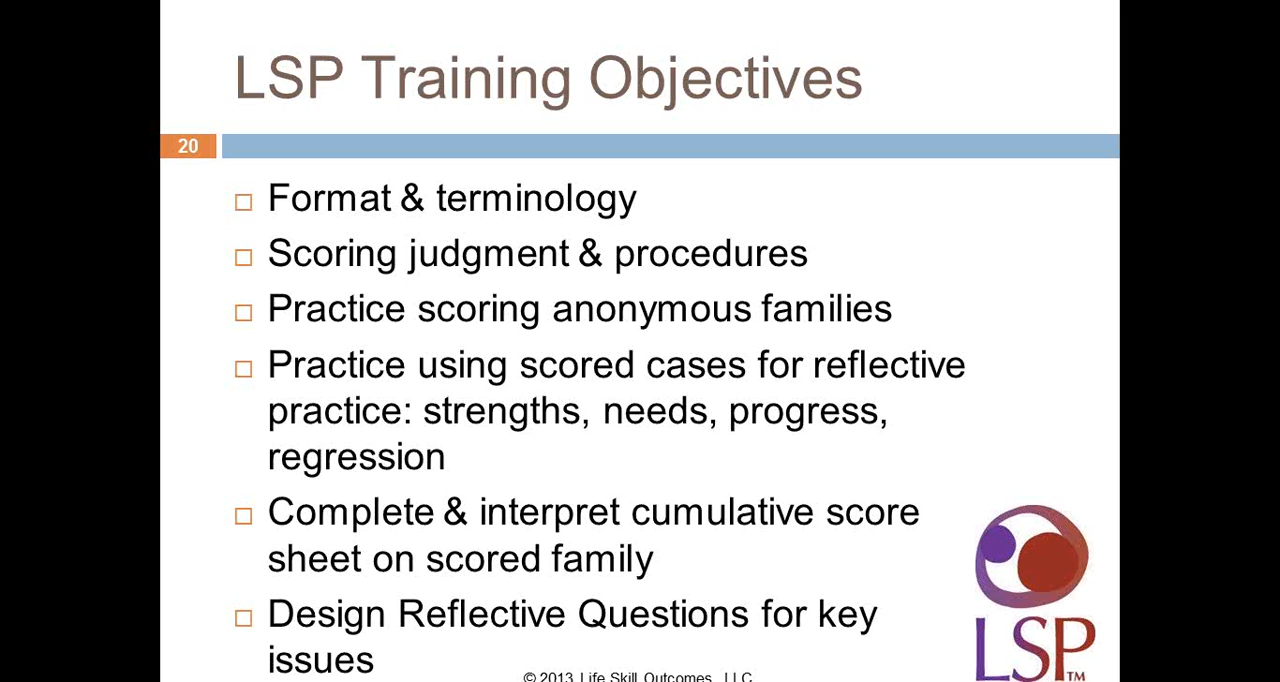 LSP Training Objectives
20
Format & terminology
Scoring judgment & procedures
Practice scoring anonymous families
Practice using scored cases for reflective
practice: strengths, needs, progress,
regression
Complete & interpret cumulative score
sheet on scored family
Design Reflective Questions for key
issues
LSP™
© 2013 Life Skill Outcomes, LLC